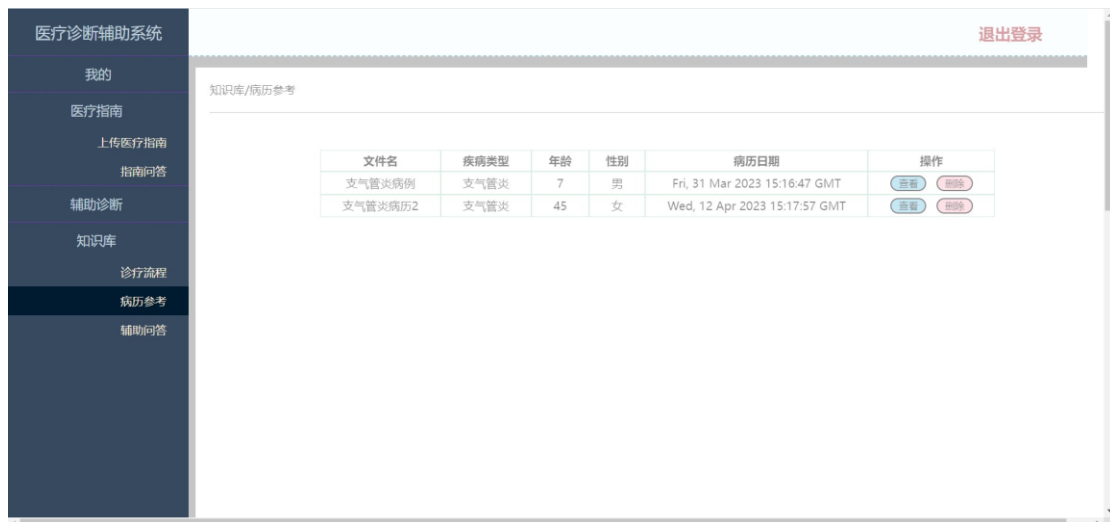 医疗诊断辅助系统
退出登录
我的
医疗指南
上传医疗指南
指南问答
辅助诊断
知识库
诊疗流程
病历参考
辅助问答
知识库/病历参考
文件名 疾病类型 年龄 性别 病历日期 操作
支气管炎病例 支气管炎 7 男 Fri, 31 Mar 2023 15:16:47 GMT 查看 删除
支气管炎病历2 支气管炎 45 女 Wed, 12 Apr 2023 15:17:57 GMT 查看 删除